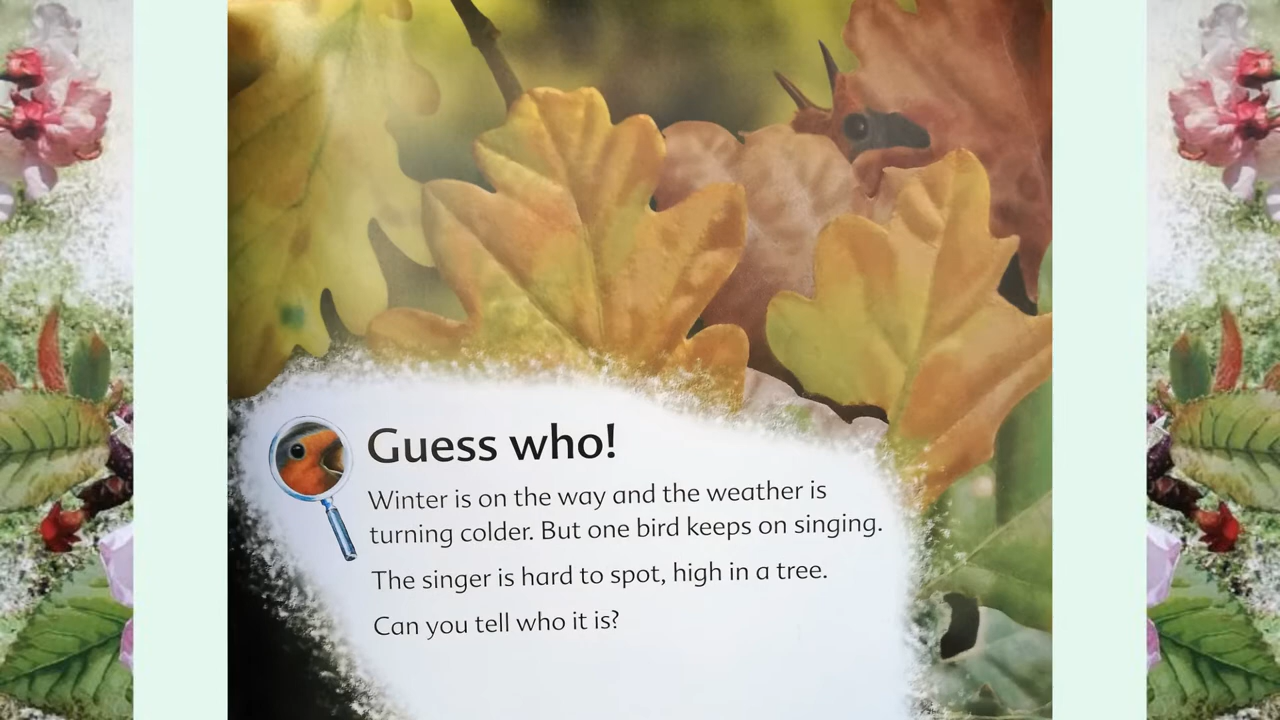 Guess who!
Winter is on the way and the weather is
turning colder. But one bird keeps on singing.
The singer is hard to spot, high in a tree.
Can you tell who it is?